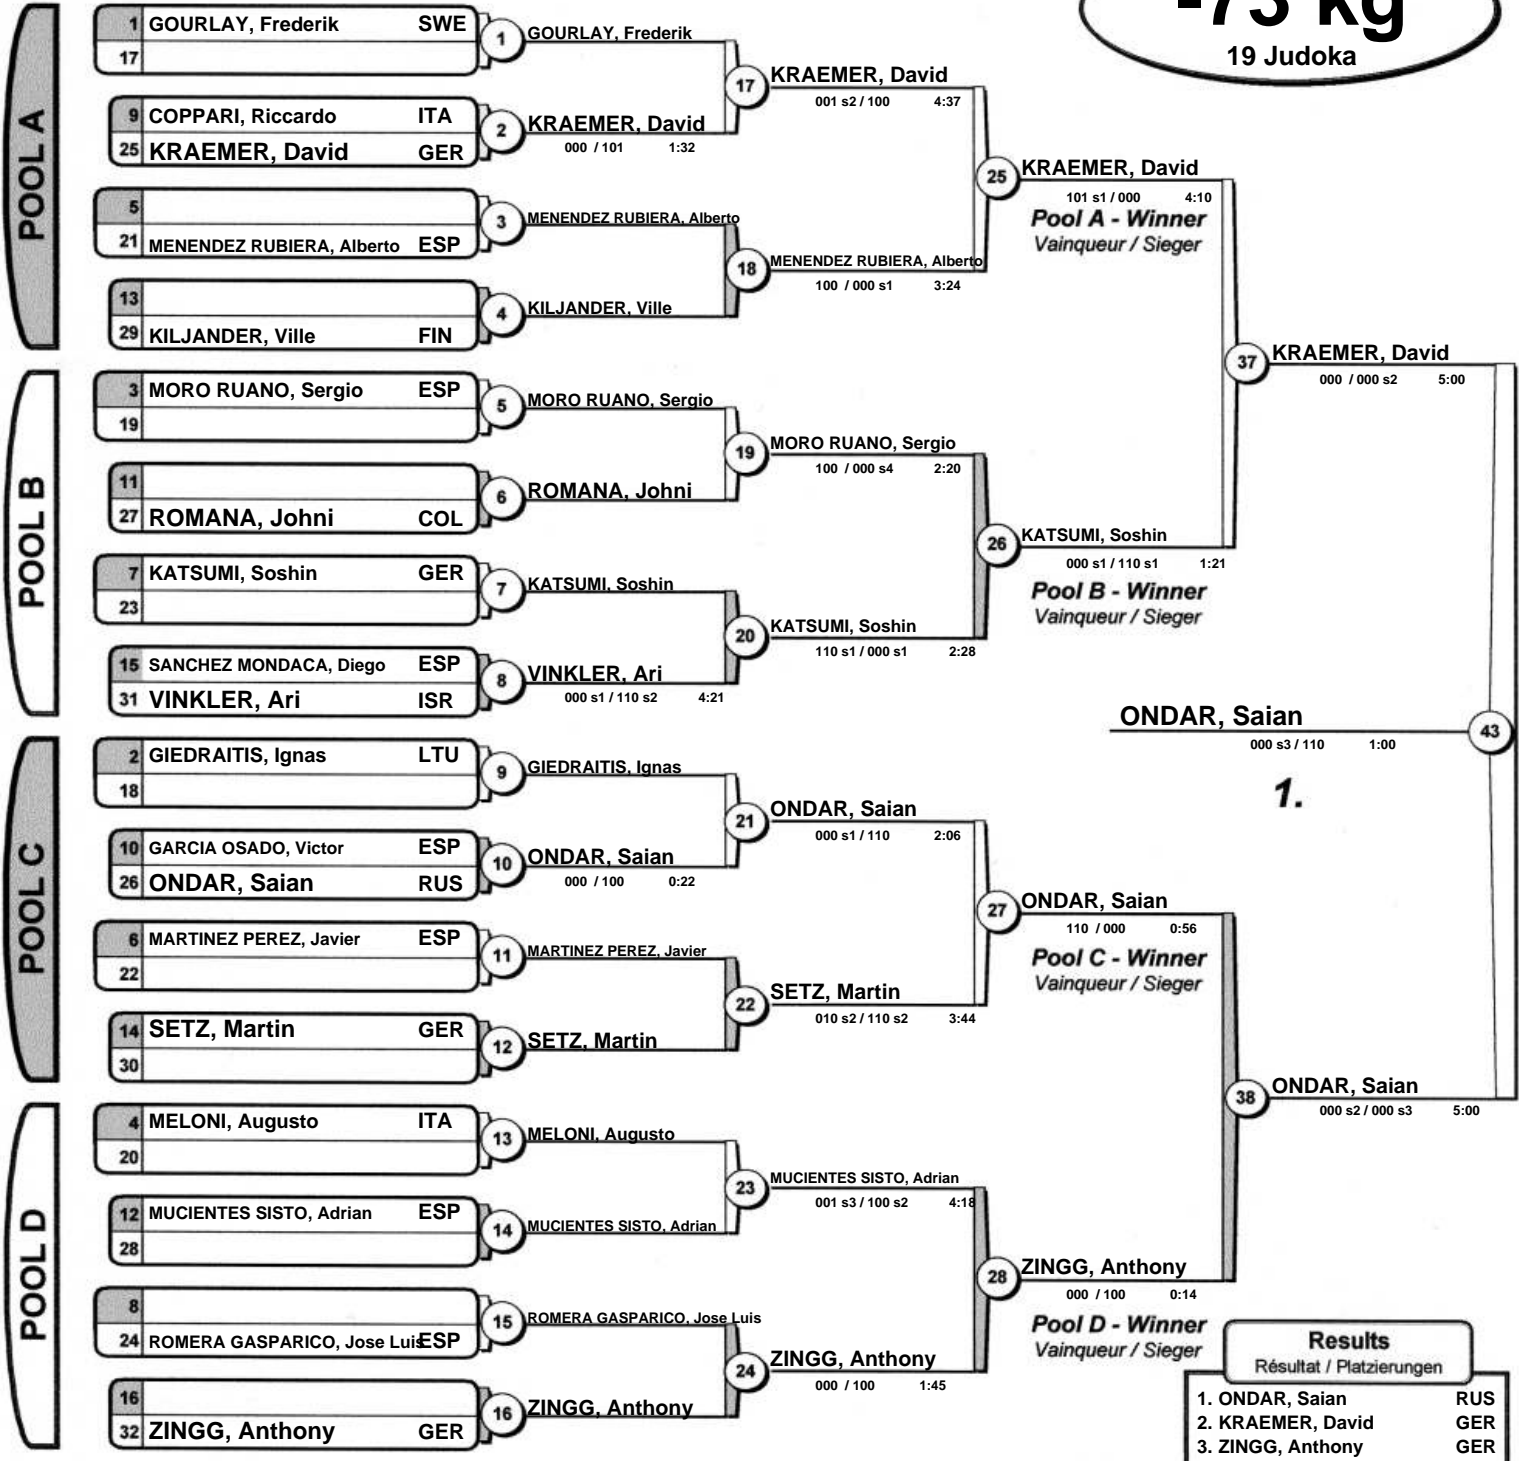 -73 kg
19 Judoka
POOL A
1 GOURLAY, Frederik SWE
17
1 GOURLAY, Frederik
9 COPPARI, Riccardo ITA
25 KRAEMER, David GER
2 KRAEMER, David
000 / 101 1:32
17 KRAEMER, David
001 s2 / 100 4:37
5
21 MENENDEZ RUBIERA, Alberto ESP
3 MENENDEZ RUBIERA, Alberto
13
29 KILJANDER, Ville FIN
4 KILJANDER, Ville
18 MENENDEZ RUBIERA, Alberto
100 / 000 s1 3:24
25 KRAEMER, David
101 s1 / 000 4:10
Pool A - Winner
Vainqueur / Sieger
POOL B
3 MORO RUANO, Sergio ESP
19
5 MORO RUANO, Sergio
11
27 ROMANA, Johni COL
6 ROMANA, Johni
19 MORO RUANO, Sergio
100 / 000 s4 2:20
7 KATSUMI, Soshin GER
23
7 KATSUMI, Soshin
15 SANCHEZ MONDACA, Diego ESP
31 VINKLER, Ari ISR
8 VINKLER, Ari
000 s1 / 110 s2 4:21
20 KATSUMI, Soshin
110 s1 / 000 s1 2:28
26 KATSUMI, Soshin
000 s1 / 110 s1 1:21
Pool B - Winner
Vainqueur / Sieger
37 KRAEMER, David
000 / 000 s2 5:00
POOL C
2 GIEDRAITIS, Ignas LTU
18
9 GIEDRAITIS, Ignas
10 GARCIA OSADO, Victor ESP
26 ONDAR, Saian RUS
10 ONDAR, Saian
000 / 100 0:22
21 ONDAR, Saian
000 s1 / 110 2:06
6 MARTINEZ PEREZ, Javier ESP
22
11 MARTINEZ PEREZ, Javier
14 SETZ, Martin GER
30
12 SETZ, Martin
22 SETZ, Martin
010 s2 / 110 s2 3:44
27 ONDAR, Saian
110 / 000 0:56
Pool C - Winner
Vainqueur / Sieger
POOL D
4 MELONI, Augusto ITA
20
13 MELONI, Augusto
12 MUCIENTES SISTO, Adrian ESP
28
14 MUCIENTES SISTO, Adrian
23 MUCIENTES SISTO, Adrian
001 s3 / 100 s2 4:18
8
24 ROMERA GASPARICO, Jose Luis ESP
15 ROMERA GASPARICO, Jose Luis
16
32 ZINGG, Anthony GER
16 ZINGG, Anthony
24 ZINGG, Anthony
000 / 100 1:45
28 ZINGG, Anthony
000 / 100 0:14
Pool D - Winner
Vainqueur / Sieger
38 ONDAR, Saian
000 s2 / 000 s3 5:00
ONDAR, Saian 43
000 s3 / 110 1:00
1.
Results
Résultat / Platzierungen
1. ONDAR, Saian RUS
2. KRAEMER, David GER
3. ZINGG, Anthony GER